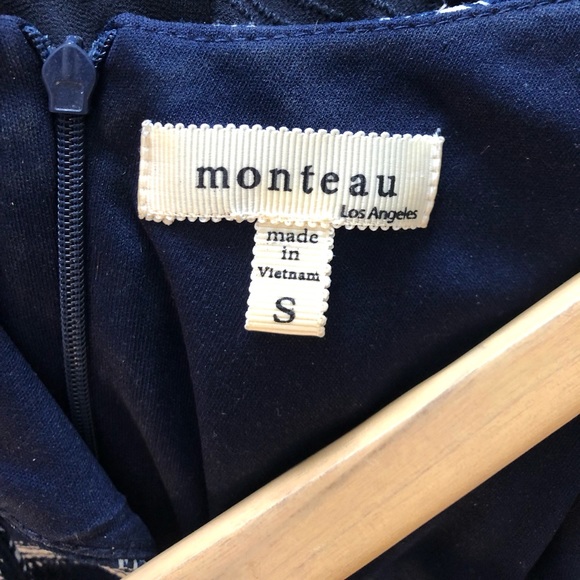 monteau
Los Angeles
made
in
Vietnam
S